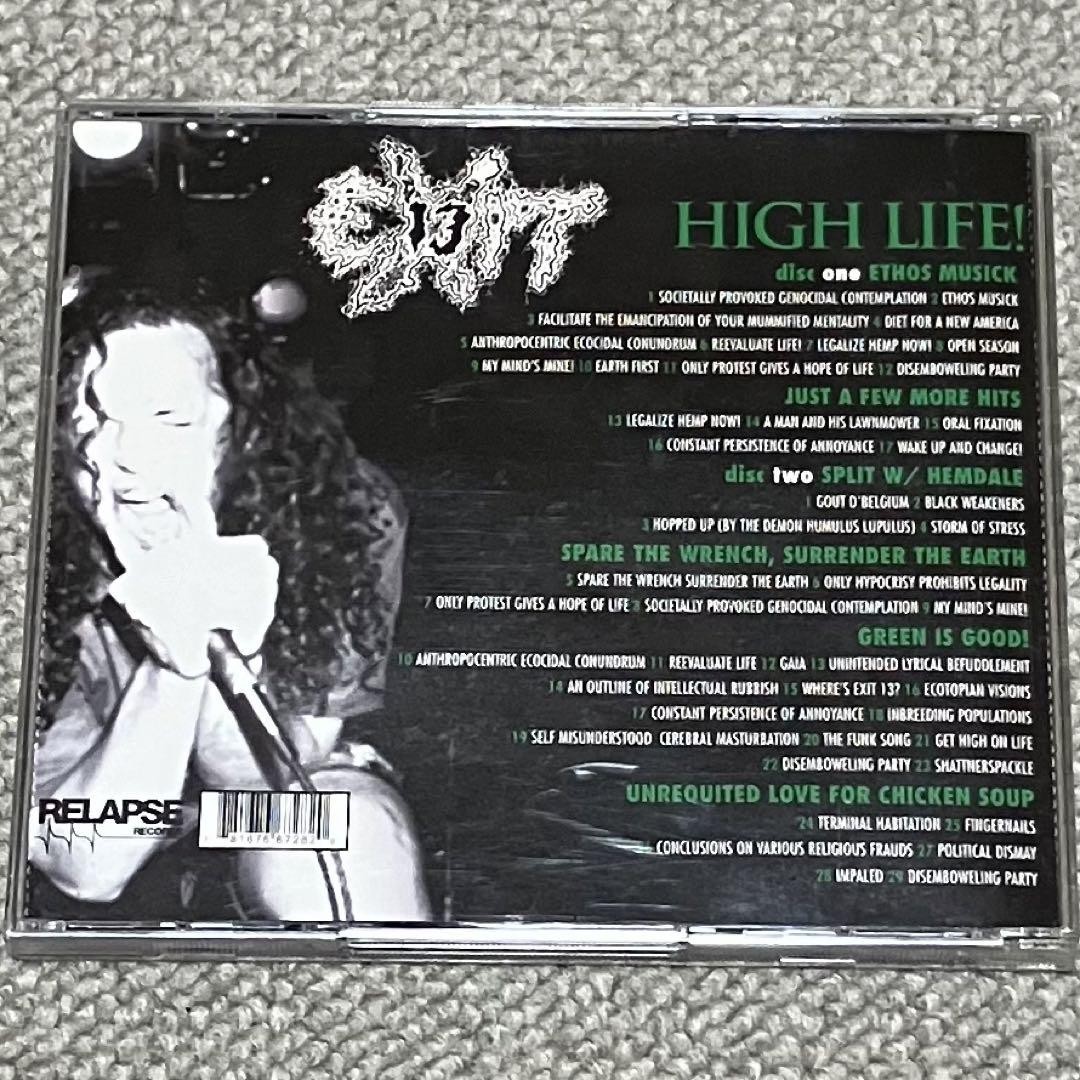 EXIT
13
HIGH LIFE!
disc one ETHOS MUSICK
1 SOCIETALLY PROVOKED GENOCIDAL CONTEMPLATION 2 ETHOS MUSICK
3 FACILITATE THE EMANCIPATION OF YOUR MUMMIFIED MENTALITY 4 DIET FOR A NEW AMERICA
5 ANTHROPOCENTRIC ECOCIDAL CONUNDRUM 6 REEVALUATE LIFE! 7 LEGALIZE HEMP NOW! 8 OPEN SEASON
9 MY MIND'S MINE! 10 EARTH FIRST 11 ONLY PROTEST GIVES A HOPE OF LIFE 12 DISEMBOWELING PARTY
JUST A FEW MORE HITS
13 LEGALIZE HEMP NOW! 14 A MAN AND HIS LAWNMOWER 15 ORAL FIXATION
16 CONSTANT PERSISTENCE OF ANNOYANCE 17 WAKE UP AND CHANGE!
disc two SPLIT W/ HEMDALE
1 GOUT D'BELGIUM 2 BLACK WEAKENERS
3 HOPPED UP (BY THE DEMON HUMULUS LUPULUS) 4 STORM OF STRESS
SPARE THE WRENCH, SURRENDER THE EARTH
5 SPARE THE WRENCH SURRENDER THE EARTH 6 ONLY HYPOCRISY PROHIBITS LEGALITY
7 ONLY PROTEST GIVES A HOPE OF LIFE 8 SOCIETALLY PROVOKED GENOCIDAL CONTEMPLATION 9 MY MIND'S MINE!
GREEN IS GOOD!
10 ANTHROPOCENTRIC ECOCIDAL CONUNDRUM 11 REEVALUATE LIFE 12 GAIA 13 UNINTENDED LYRICAL BEFUDDLEMENT
14 AN OUTLINE OF INTELLECTUAL RUBBISH 15 WHERE'S EXIT 13? 16 ECOTOPIAN VISIONS
17 CONSTANT PERSISTENCE OF ANNOYANCE 18 INBREEDING POPULATIONS
19 SELF MISUNDERSTOOD CEREBRAL MASTURBATION 20 THE FUNK SONG 21 GET HIGH ON LIFE
22 DISEMBOWELING PARTY 23 SHATTNERSPACKLE
UNREQUITED LOVE FOR CHICKEN SOUP
24 TERMINAL HABITATION 25 FINGERNAILS
CONCLUSIONS ON VARIOUS RELIGIOUS FRAUDS 27 POLITICAL DISMAY
28 IMPALED 29 DISEMBOWELING PARTY
RELAPSE